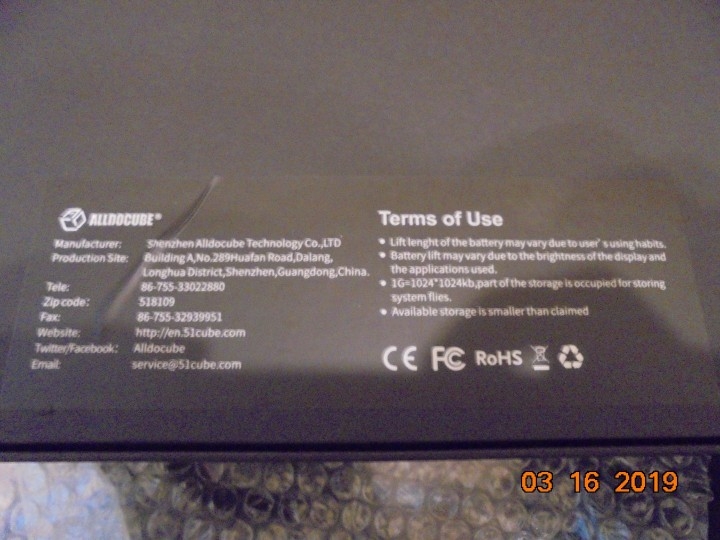 ALLDOCUBE®
Manufacturer: Shenzhen Alldocube Technology Co.,LTD
Production Site: Building A,No.289Huafan Road,Dalang,
Longhua District,Shenzhen,Guangdong,China.
Tele: 86-755-33022880
Zip code: 518109
Fax: 86-755-32939951
Website: http://en.51cube.com
Twitter/Facebook: Alldocube
Email: service@51cube.com
Terms of Use
• Lift lenght of the battery may vary due to user's using habits.
• Battery lift may vary due to the brightness of the display and
the applications used.
• 1G=1024*1024kb,part of the storage is occupied for storing
system flies.
• Available storage is smaller than claimed
CE FC RoHS
03 16 2019